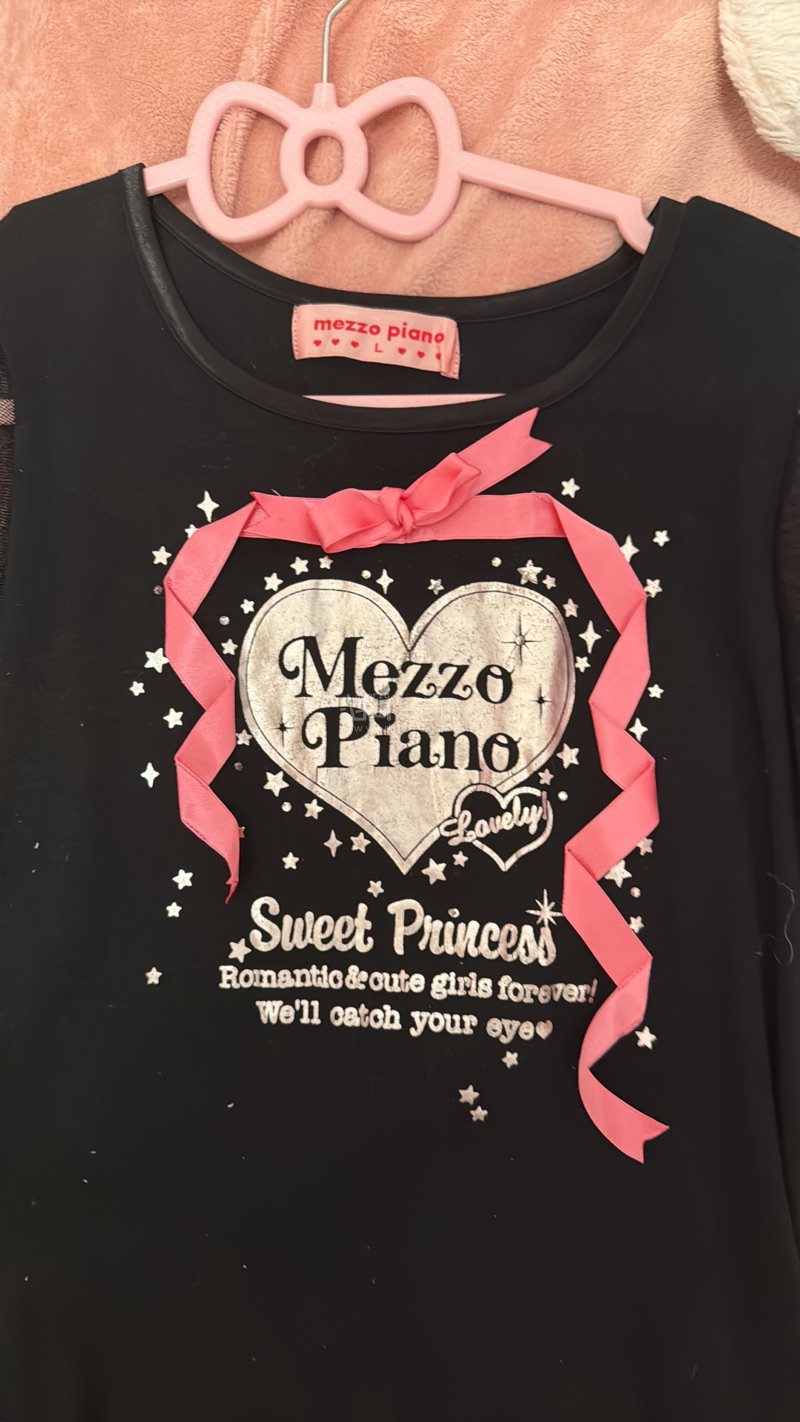 mezzo piano
♥ ♥ ♥ L ♥ ♥ ♥
Mezzo
Piano
Lovely!
Sweet Princess
Romantic & cute girls forever!
We'll catch your eye♥